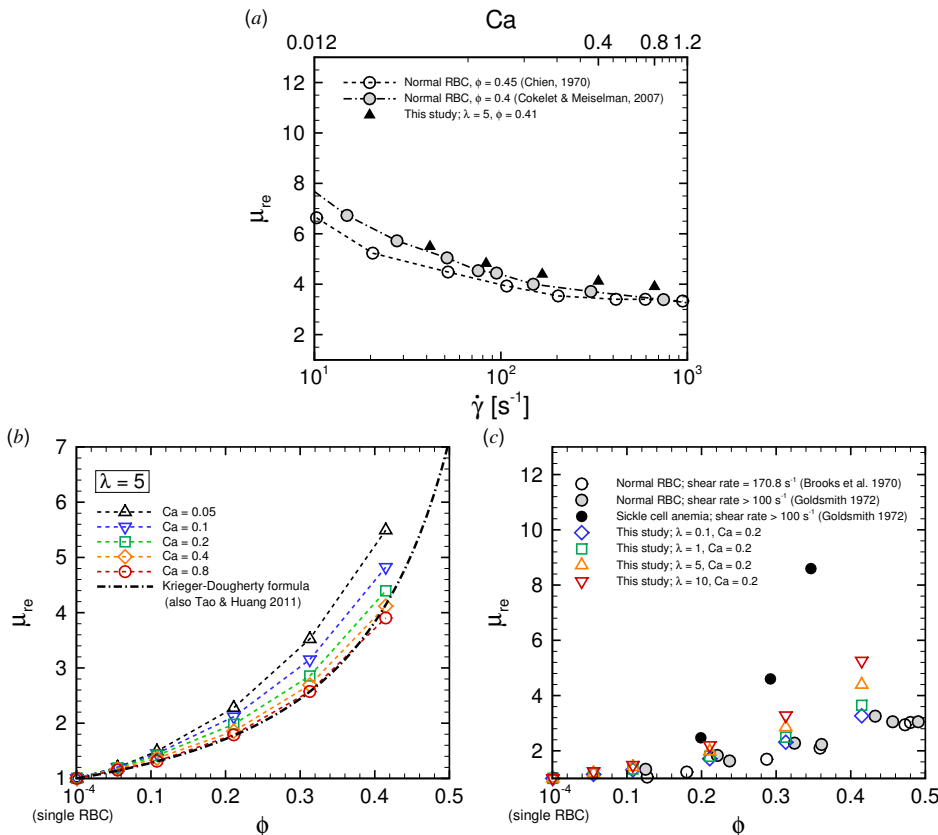 (a)
Ca
0.012 0.4 0.8 1.2
12
10
8
6
4
2
μre
Normal RBC, ϕ = 0.45 (Chien, 1970)
Normal RBC, ϕ = 0.4 (Cokelet & Meiselman, 2007)
This study; λ = 5, ϕ = 0.41
10¹ 10² 10³
γ̇ [s⁻¹]
(b)
7
6
5
4
3
2
1
μre
λ = 5
Ca = 0.05
Ca = 0.1
Ca = 0.2
Ca = 0.4
Ca = 0.8
Krieger-Dougherty formula
(also Tao & Huang 2011)
10⁻⁴ 0.1 0.2 0.3 0.4 0.5
(single RBC)
ϕ
(c)
12
10
8
6
4
2
μre
Normal RBC; shear rate = 170.8 s⁻¹ (Brooks et al. 1970)
Normal RBC; shear rate > 100 s⁻¹ (Goldsmith 1972)
Sickle cell anemia; shear rate > 100 s⁻¹ (Goldsmith 1972)
This study; λ = 0.1, Ca = 0.2
This study; λ = 1, Ca = 0.2
This study; λ = 5, Ca = 0.2
This study; λ = 10, Ca = 0.2
10⁻⁴ 0.1 0.2 0.3 0.4 0.5
(single RBC)
ϕ